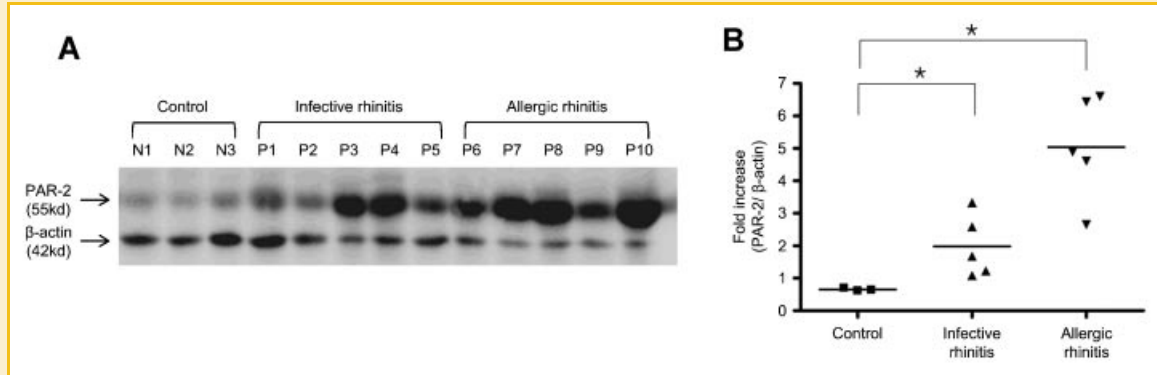 A
Control Infective rhinitis Allergic rhinitis
N1 N2 N3 P1 P2 P3 P4 P5 P6 P7 P8 P9 P10
PAR-2
(55kd)
β-actin
(42kd)
B
*
*
7
6
5
4
3
2
1
0
Fold increase
(PAR-2/ β-actin)
Control Infective rhinitis Allergic rhinitis